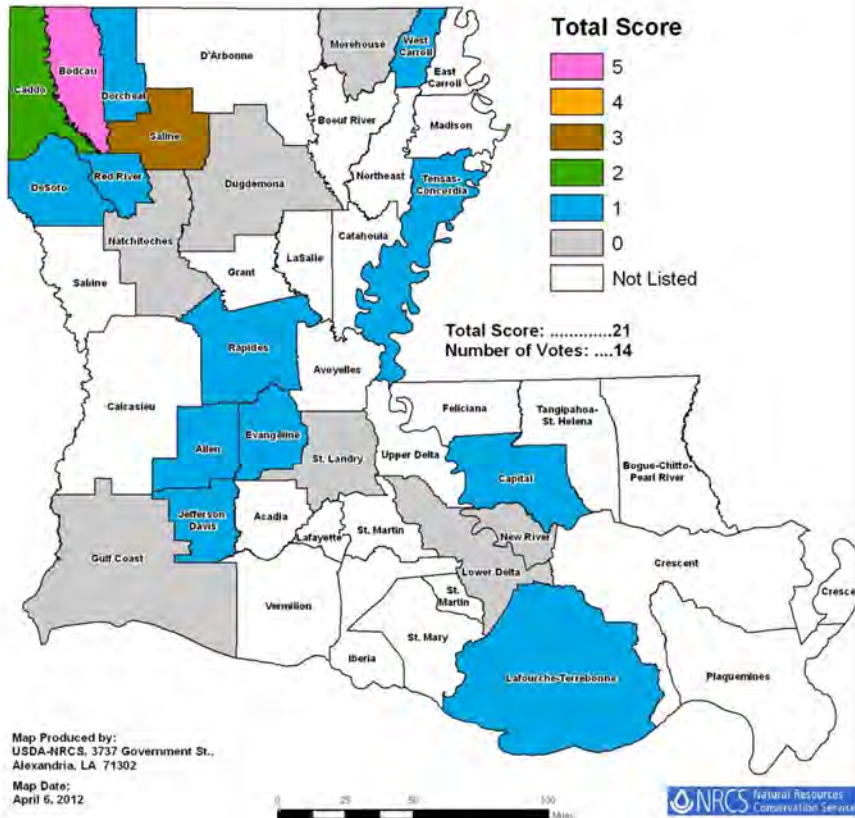 Total Score
5
4
3
2
1
0
Not Listed
Total Score: .............21
Number of Votes: ....14
Caddo
Bodcau
Dorcheat
D'Arbonne
Morehouse
West
Carroll
East
Carroll
Saline
Boeuf River
Madison
DeSoto
Red River
Dugdemona
Northeast
Tensas-
Concordia
Natchitoches
Sabine
Grant
LaSalle
Catahoula
Rapides
Avoyelles
Calcasieu
Allen
Evangeline
St. Landry
Feliciana
Tangipahoa-
St. Helena
Upper Delta
Capital
Bogue-Chitto-
Pearl River
Jefferson
Davis
Acadia
Lafayette
St. Martin
New River
Gulf Coast
Lower Delta
Crescent
Cresce
Vermilion
St.
Martin
St. Mary
Iberia
Lafourche-Terrebonne
Plaquemines
Map Produced by:
USDA-NRCS, 3737 Government St.,
Alexandria, LA 71302
Map Date:
April 6, 2012
0 25 50 100
Miles
NRCS Natural Resources
Conservation Service